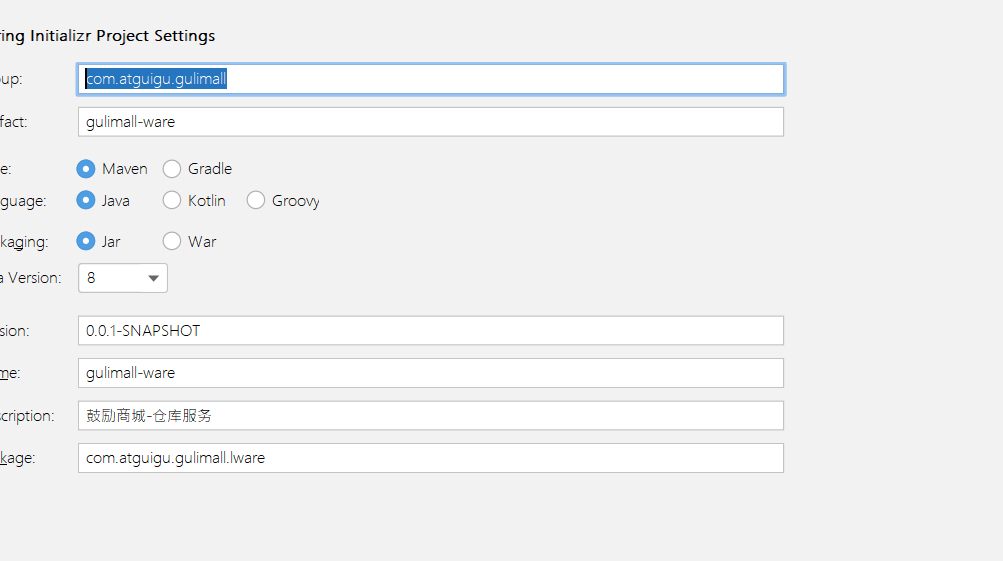 ring Initializr Project Settings
oup: com.atguigu.gulimall
fact: gulimall-ware
e: Maven Gradle
guage: Java Kotlin Groovy
kaging: Jar War
a Version: 8
sion: 0.0.1-SNAPSHOT
me: gulimall-ware
scription: 鼓励商城-仓库服务
kage: com.atguigu.gulimall.lware